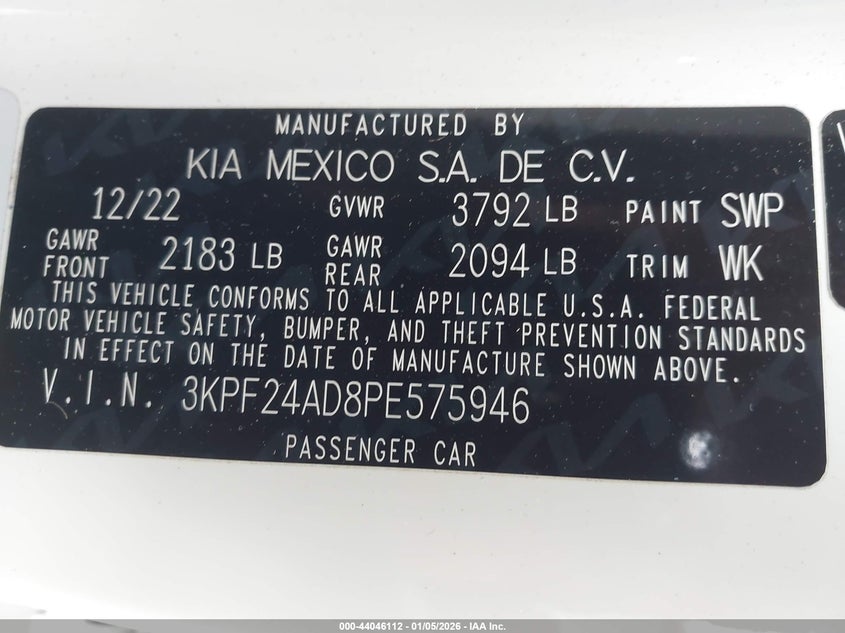 MANUFACTURED BY
KIA MEXICO S.A. DE C.V.
12/22 GVWR 3792 LB PAINT SWP
GAWR FRONT 2183 LB GAWR REAR 2094 LB TRIM WK
THIS VEHICLE CONFORMS TO ALL APPLICABLE U.S.A. FEDERAL
MOTOR VEHICLE SAFETY, BUMPER, AND THEFT PREVENTION STANDARDS
IN EFFECT ON THE DATE OF MANUFACTURE SHOWN ABOVE.
V.I.N. 3KPF24AD8PE575946
PASSENGER CAR
000-44046112 - 01/05/2026 - IAA Inc.